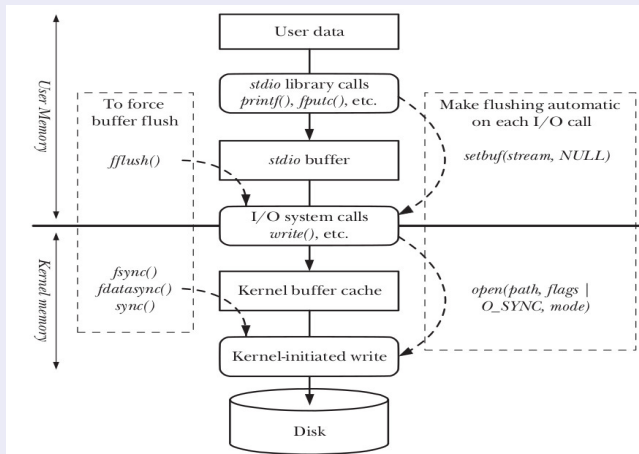 User data
User Memory
stdio library calls
printf(), fputc(), etc.
To force
buffer flush
Make flushing automatic
on each I/O call
fflush()
stdio buffer
setbuf(stream, NULL)
I/O system calls
write(), etc.
Kernel memory
fsync()
fdatasync()
sync()
Kernel buffer cache
open(path, flags |
O_SYNC, mode)
Kernel-initiated write
Disk